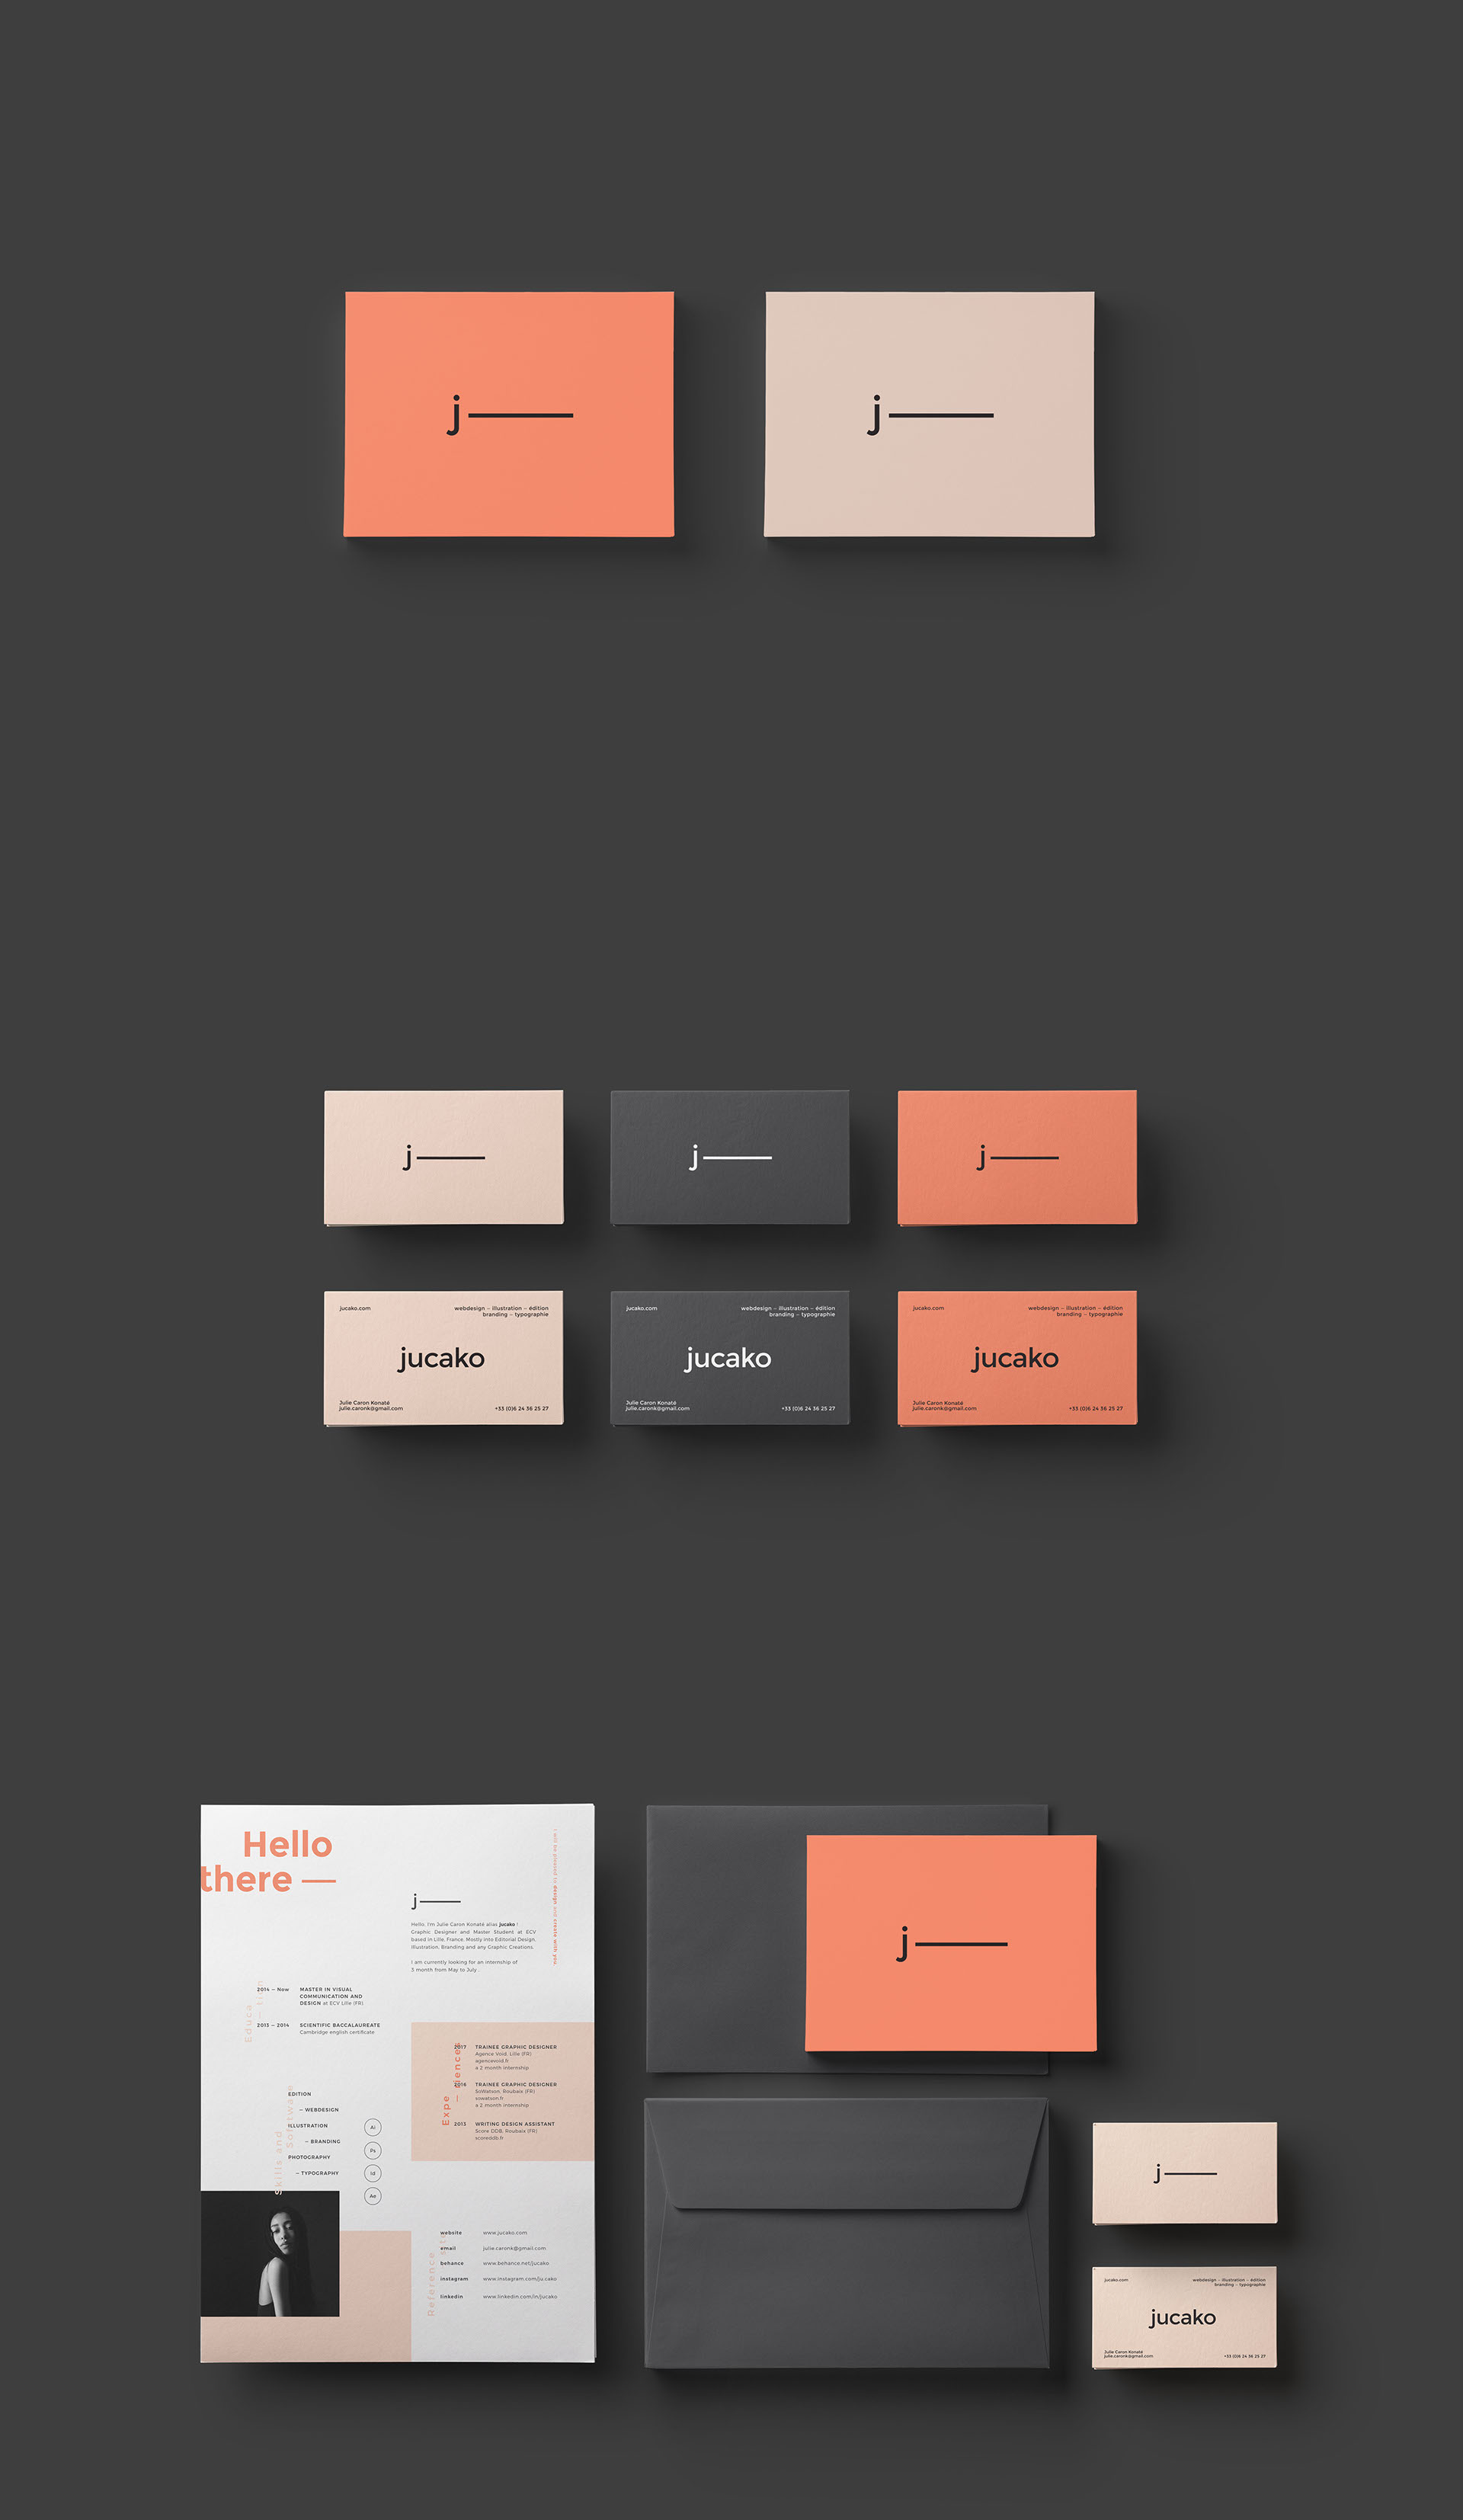 j
j
j
j
j
jucako.com
webdesign – illustration – édition
branding – typographie
jucako
Julie Caron Konaté
julie.caronk@gmail.com
+33 (0)6 24 36 25 27
jucako.com
webdesign – illustration – édition
branding – typographie
jucako
Julie Caron Konaté
julie.caronk@gmail.com
+33 (0)6 24 36 25 27
jucako.com
webdesign – illustration – édition
branding – typographie
jucako
Julie Caron Konaté
julie.caronk@gmail.com
+33 (0)6 24 36 25 27
Hello
there —
I will be pleased to design and create with you.
j
Hello, I'm Julie Caron Konaté alias jucako !
Graphic Designer and Master Student at ECV
based in Lille, France. Mostly into Editorial Design,
Illustration, Branding and any Graphic Creations.
I am currently looking for an internship of
3 month from May to July .
Educa
— tion
2014 – Now
MASTER IN VISUAL
COMMUNICATION AND
DESIGN at ECV Lille (FR)
2013 – 2014
SCIENTIFIC BACCALAUREATE
Cambridge english certificate
Expe
— riences
2017
TRAINEE GRAPHIC DESIGNER
Agence Void, Lille (FR)
agencevoid.fr
a 2 month internship
2016
TRAINEE GRAPHIC DESIGNER
SoWatson, Roubaix (FR)
sowatson.fr
a 2 month internship
2013
WRITING DESIGN ASSISTANT
Score DDB, Roubaix (FR)
scoreddb.fr
Skills and
Software
EDITION
– WEBDESIGN
ILLUSTRATION
– BRANDING
PHOTOGRAPHY
– TYPOGRAPHY
Ai
Ps
Id
Ae
Reference
website
www.jucako.com
email
julie.caronk@gmail.com
behance
www.behance.net/jucako
instagram
www.instagram.com/ju.cako
linkedin
www.linkedin.com/in/jucako
j
j
jucako.com
webdesign – illustration – édition
branding – typographie
jucako
Julie Caron Konaté
julie.caronk@gmail.com
+33 (0)6 24 36 25 27